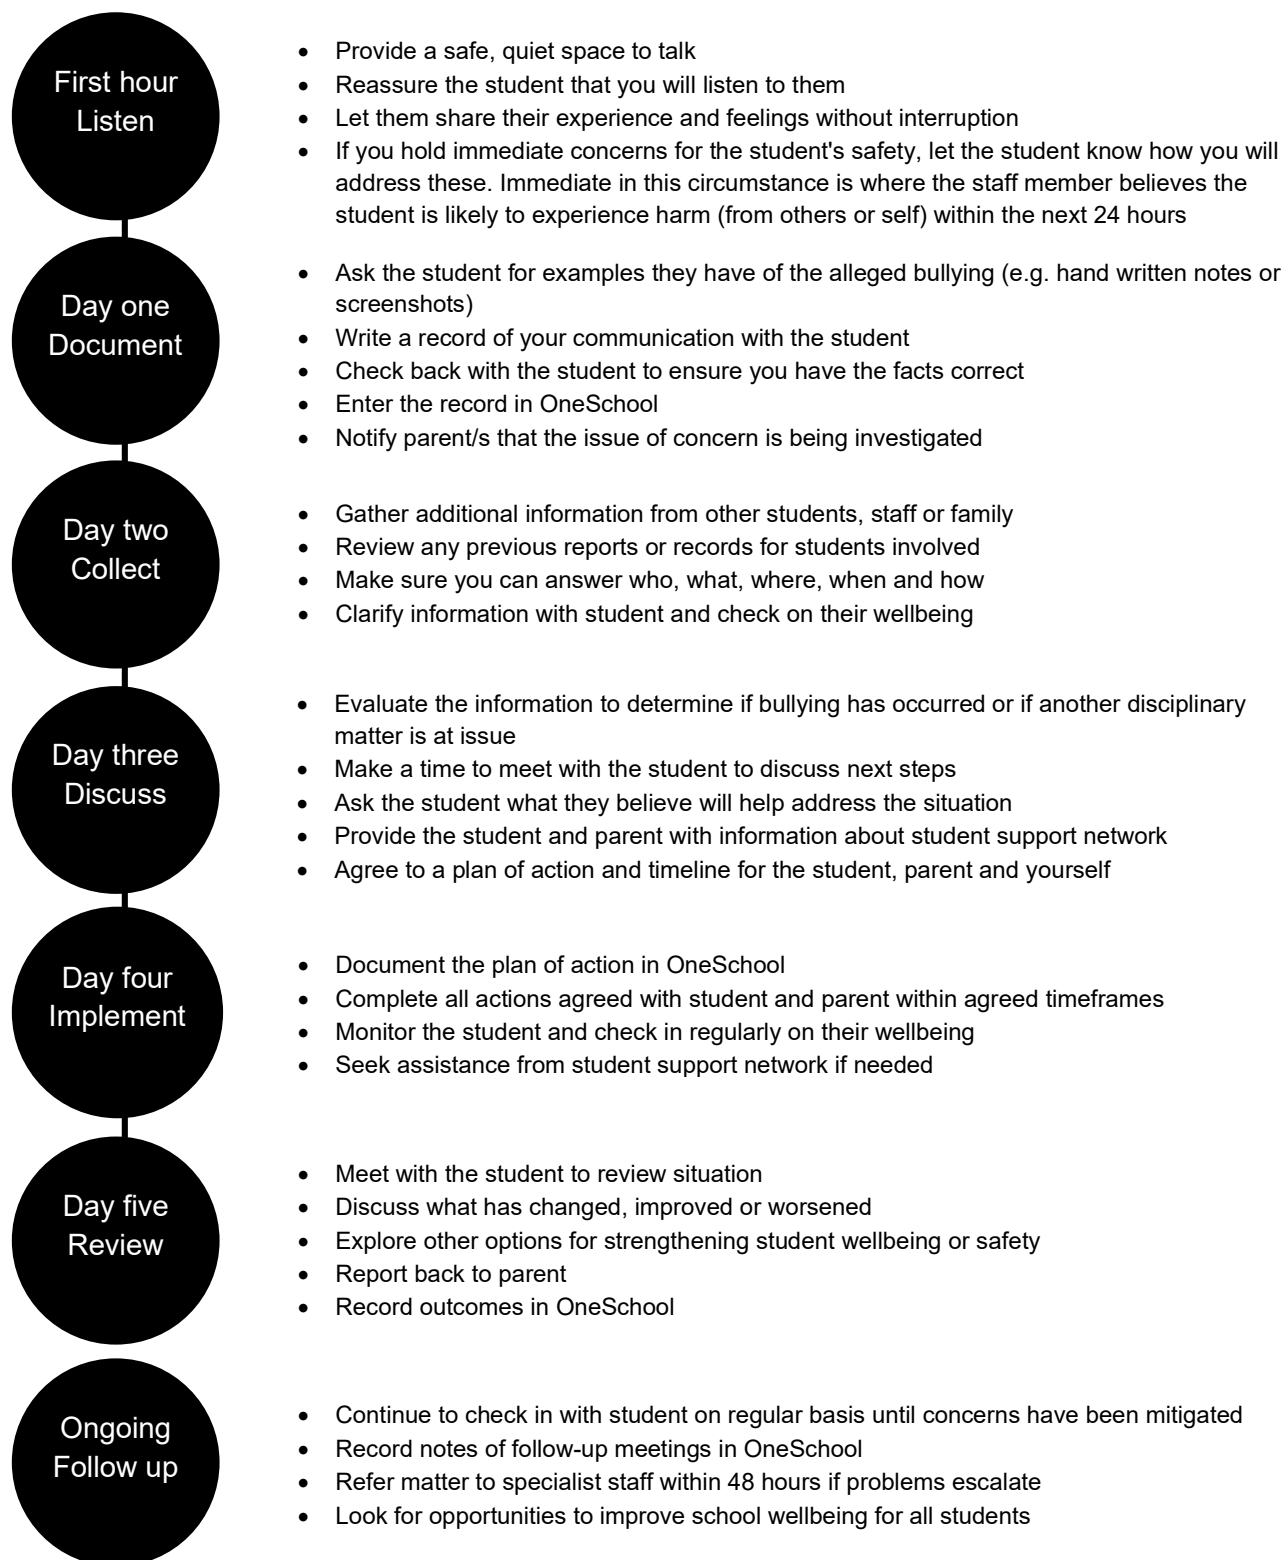 First hour
Listen
• Provide a safe, quiet space to talk
• Reassure the student that you will listen to them
• Let them share their experience and feelings without interruption
• If you hold immediate concerns for the student's safety, let the student know how you will
address these. Immediate in this circumstance is where the staff member believes the
student is likely to experience harm (from others or self) within the next 24 hours
Day one
Document
• Ask the student for examples they have of the alleged bullying (e.g. hand written notes or
screenshots)
• Write a record of your communication with the student
• Check back with the student to ensure you have the facts correct
• Enter the record in OneSchool
• Notify parent/s that the issue of concern is being investigated
Day two
Collect
• Gather additional information from other students, staff or family
• Review any previous reports or records for students involved
• Make sure you can answer who, what, where, when and how
• Clarify information with student and check on their wellbeing
Day three
Discuss
• Evaluate the information to determine if bullying has occurred or if another disciplinary
matter is at issue
• Make a time to meet with the student to discuss next steps
• Ask the student what they believe will help address the situation
• Provide the student and parent with information about student support network
• Agree to a plan of action and timeline for the student, parent and yourself
Day four
Implement
• Document the plan of action in OneSchool
• Complete all actions agreed with student and parent within agreed timeframes
• Monitor the student and check in regularly on their wellbeing
• Seek assistance from student support network if needed
Day five
Review
• Meet with the student to review situation
• Discuss what has changed, improved or worsened
• Explore other options for strengthening student wellbeing or safety
• Report back to parent
• Record outcomes in OneSchool
Ongoing
Follow up
• Continue to check in with student on regular basis until concerns have been mitigated
• Record notes of follow-up meetings in OneSchool
• Refer matter to specialist staff within 48 hours if problems escalate
• Look for opportunities to improve school wellbeing for all students